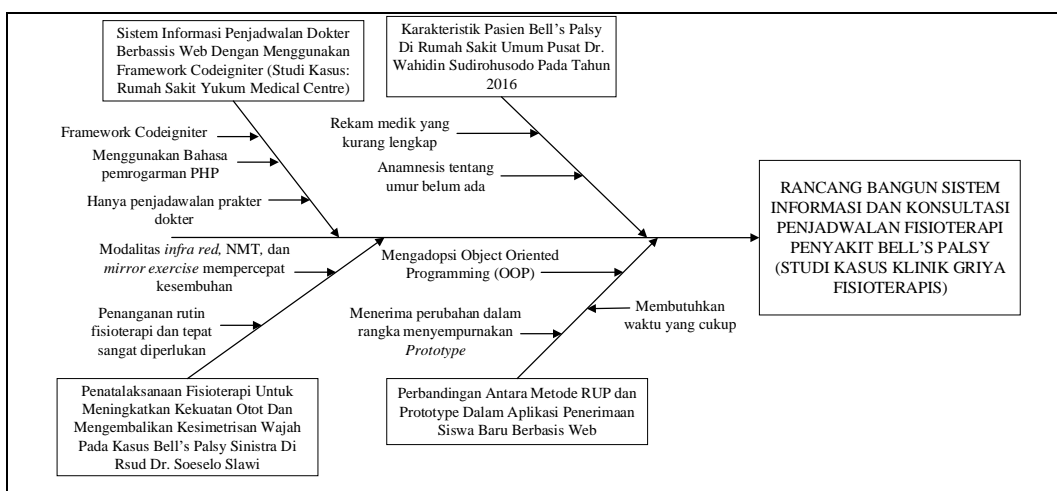 Sistem Informasi Penjadwalan Dokter
Berbassis Web Dengan Menggunakan
Framework Codeigniter (Studi Kasus:
Rumah Sakit Yukum Medical Centre)
Framework Codeigniter
Menggunakan Bahasa
pemrogarman PHP
Hanya penjadwalan prakter
dokter
Karakteristik Pasien Bell's Palsy
Di Rumah Sakit Umum Pusat Dr.
Wahidin Sudirohusodo Pada Tahun
2016
Rekam medik yang
kurang lengkap
Anamnesis tentang
umur belum ada
RANCANG BANGUN SISTEM
INFORMASI DAN KONSULTASI
PENJADWALAN FISIOTERAPI
PENYAKIT BELL'S PALSY
(STUDI KASUS KLINIK GRIYA
FISIOTERAPIS)
Modalitas infra red, NMT, dan
mirror exercise mempercepat
kesembuhan
Penanganan rutin
fisioterapi dan tepat
sangat diperlukan
Penatalaksanaan Fisioterapi Untuk
Meningkatkan Kekuatan Otot Dan
Mengembalikan Kesimetrisan Wajah
Pada Kasus Bell's Palsy Sinistra Di
Rsud Dr. Soeselo Slawi
Mengadopsi Object Oriented
Programming (OOP)
Membutuhkan
waktu yang cukup
Menerima perubahan dalam
rangka menyempurnakan
Prototype
Perbandingan Antara Metode RUP dan
Prototype Dalam Aplikasi Penerimaan
Siswa Baru Berbasis Web